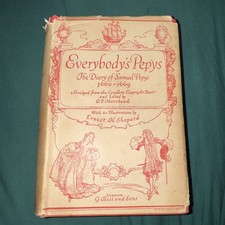 Everybody's Pepys
The Diary of Samuel Pepys
1660-1669
Abridged from the Complete Copyright Text
and Edited by
O.F. Morshead
With 60 Illustrations by
Ernest H. Shepard
London
G. Bell and Sons